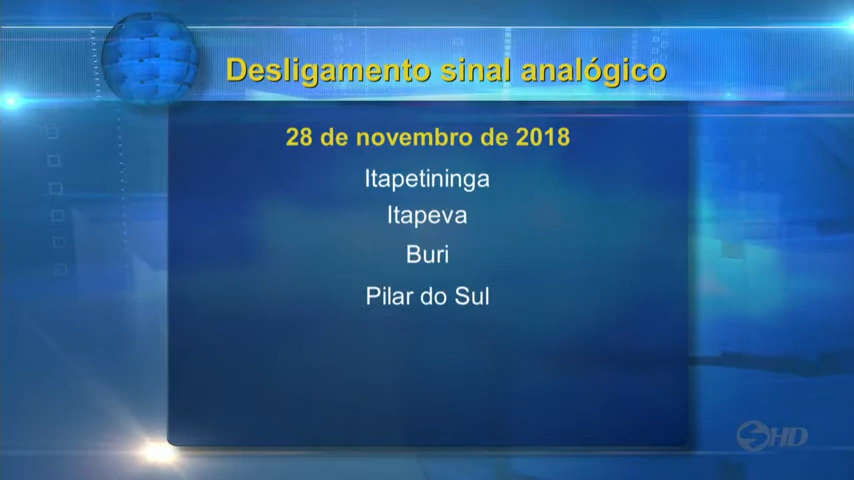 Desligamento sinal analógico
28 de novembro de 2018
Itapetininga
Itapeva
Buri
Pilar do Sul
HD